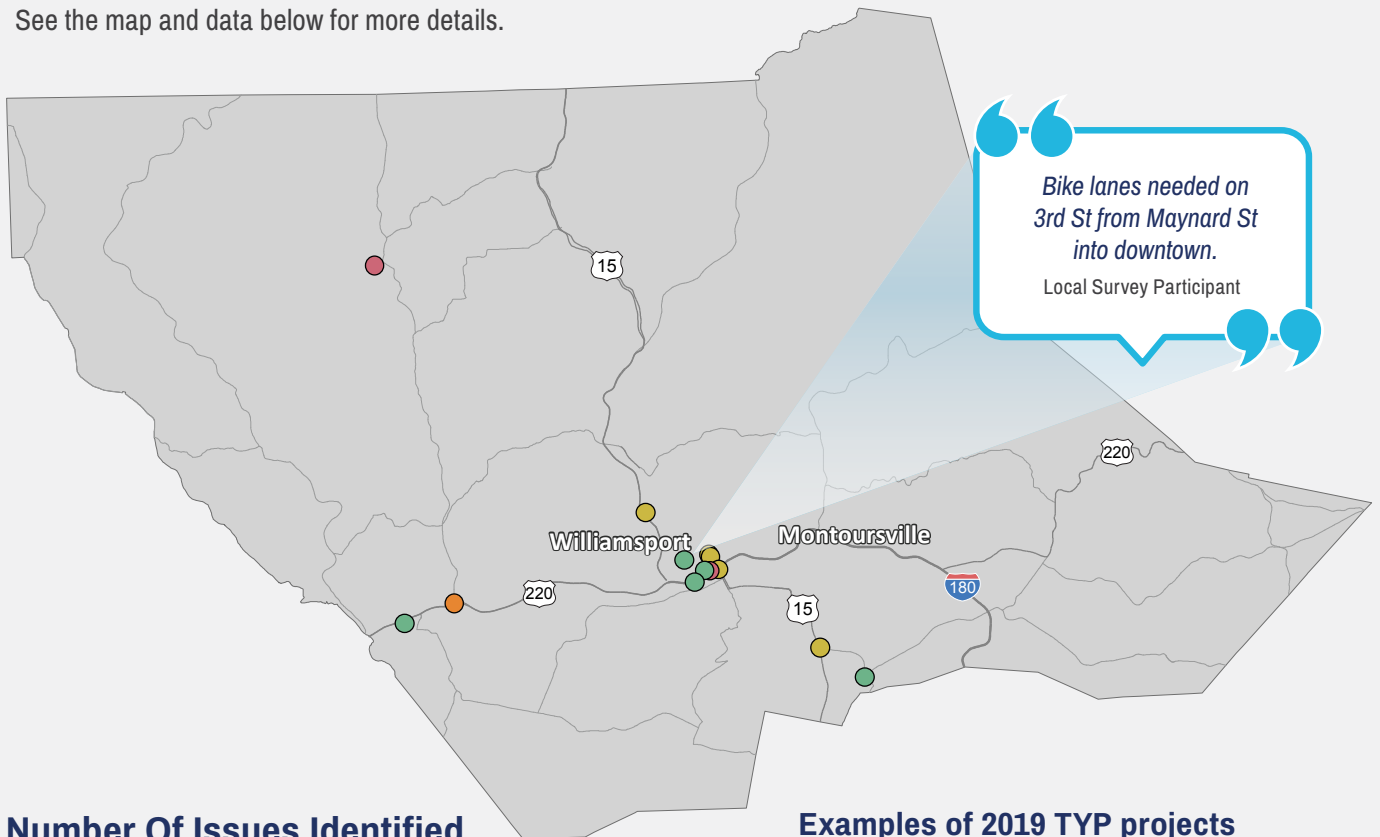 See the map and data below for more details.
Bike lanes needed on
3rd St from Maynard St
into downtown.
Local Survey Participant
15
220
Williamsport
Montoursville
220
15
180
Number Of Issues Identified
Examples of 2019 TYP projects